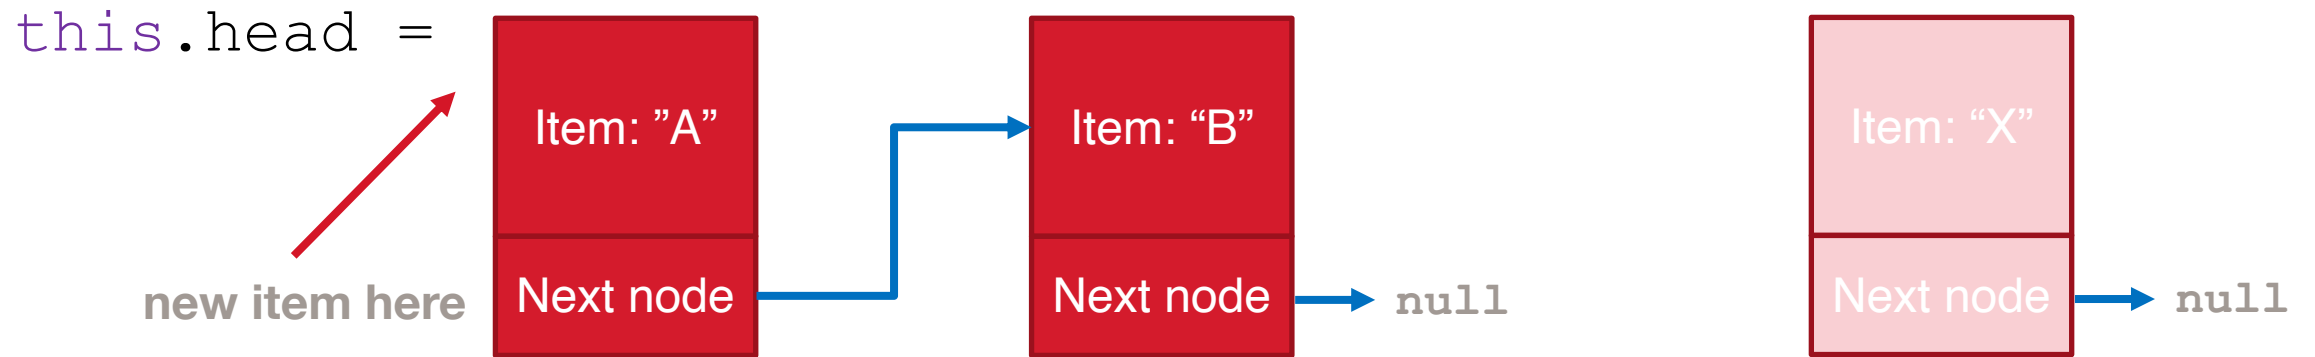 this.head =
Item: ”A”
Item: “B”
Item: “X”
new item here
Next node
Next node
null
Next node
null